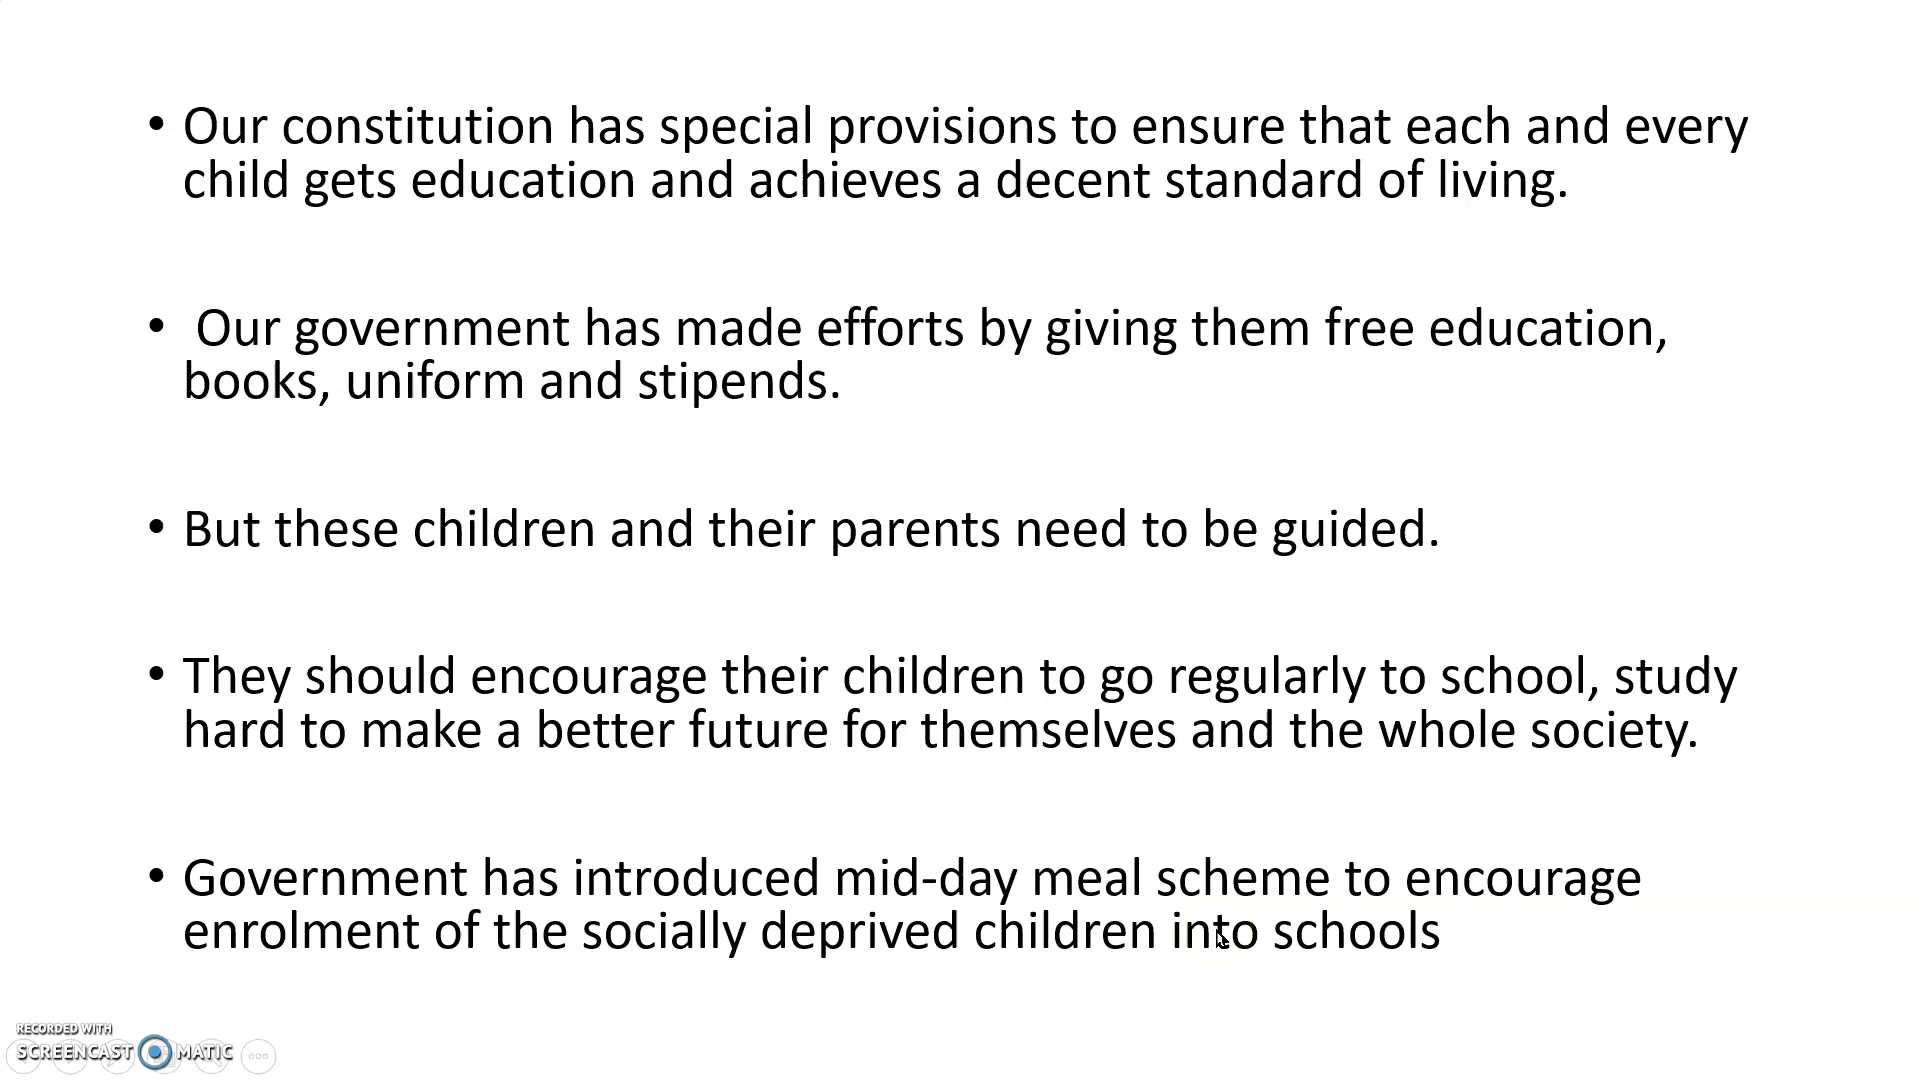 • Our constitution has special provisions to ensure that each and every
child gets education and achieves a decent standard of living.
• Our government has made efforts by giving them free education,
books, uniform and stipends.
• But these children and their parents need to be guided.
• They should encourage their children to go regularly to school, study
hard to make a better future for themselves and the whole society.
• Government has introduced mid-day meal scheme to encourage
enrolment of the socially deprived children into schools
RECORDED WITH
SCREENCAST MATIC